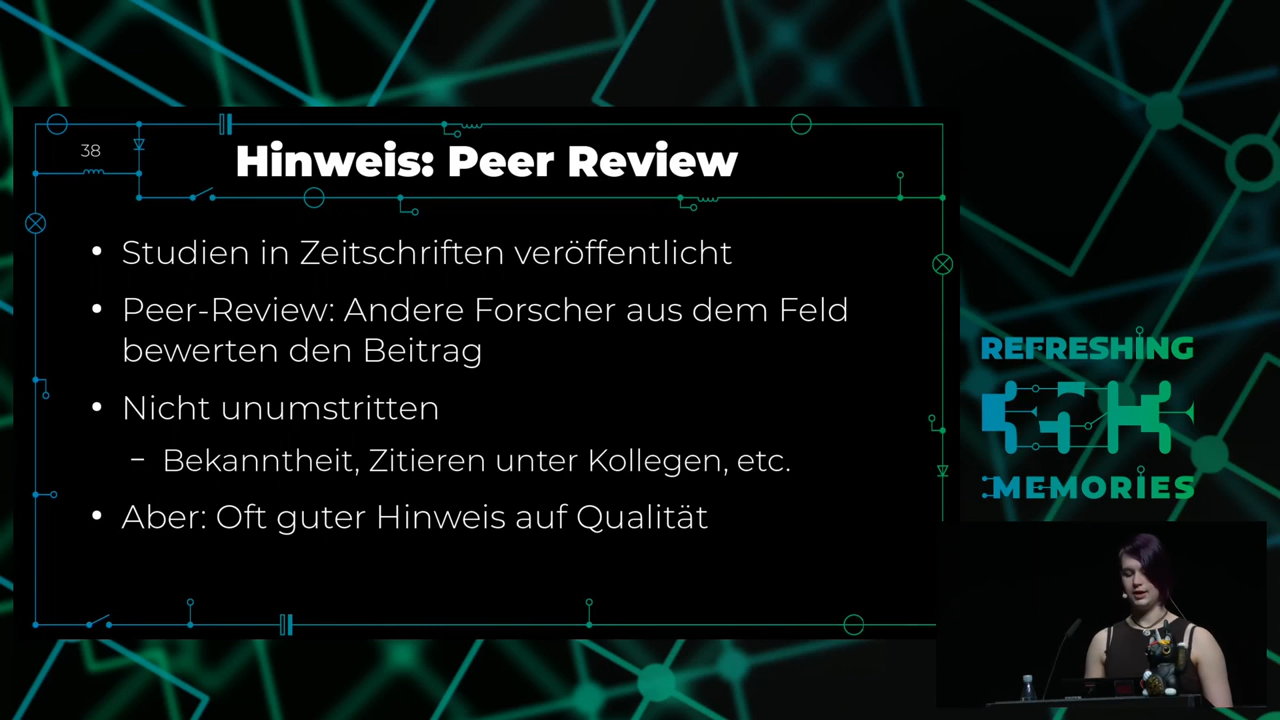 38
Hinweis: Peer Review
• Studien in Zeitschriften veröffentlicht
• Peer-Review: Andere Forscher aus dem Feld
bewerten den Beitrag
• Nicht unumstritten
– Bekanntheit, Zitieren unter Kollegen, etc.
• Aber: Oft guter Hinweis auf Qualität
REFRESHING
MEMORIES